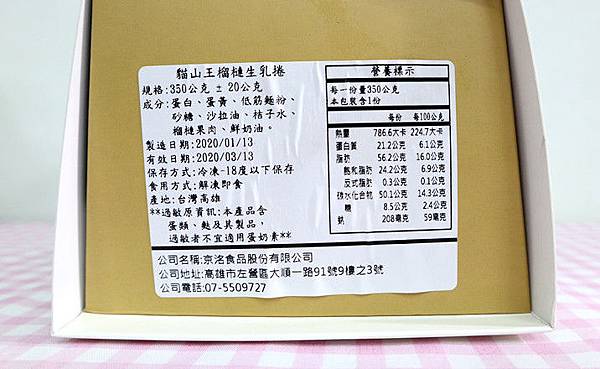 貓山王榴槤生乳捲
規格:350公克 ± 20公克
成分:蛋白、蛋黃、低筋麵粉、
砂糖、沙拉油、桔子水、
榴槤果肉、鮮奶油。
製造日期:2020/01/13
有效日期:2020/03/13
保存方式:冷凍-18度以下保存
食用方式:解凍即食
產地:台灣高雄
**過敏原資訊:本產品含
蛋類、麩及其製品,
過敏者不宜適用蛋奶素**
營養標示
每一份量350公克
本包裝含1份
每份 每100公克
熱量 786.6大卡 224.7大卡
蛋白質 21.2公克 6.1公克
脂肪 56.2公克 16.0公克
飽和脂肪 24.2公克 6.9公克
反式脂肪 0.3公克 0.1公克
碳水化合物 50.1公克 14.3公克
糖 8.5公克 2.4公克
鈉 208毫克 59毫克
公司名稱:京洺食品股份有限公司
公司地址:高雄市左營區大順一路91號9樓之3號
公司電話:07-5509727